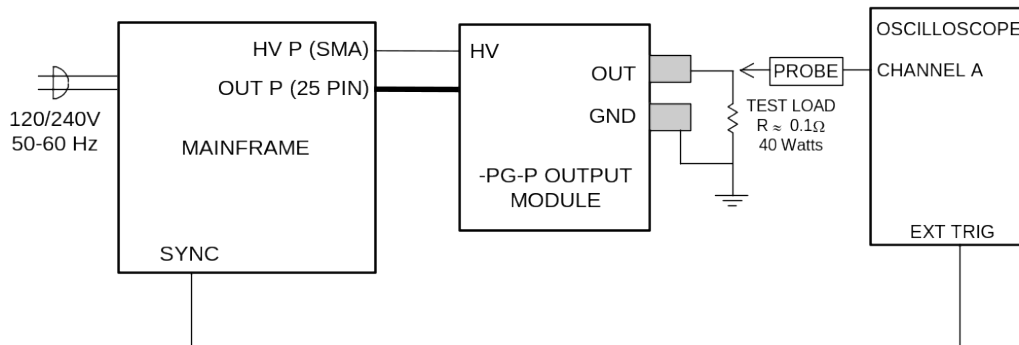 120/240V
50-60 Hz
HV P (SMA)
OUT P (25 PIN)
MAINFRAME
SYNC
HV
OUT
GND
-PG-P OUTPUT
MODULE
PROBE
TEST LOAD
R ≈ 0.1Ω
40 Watts
OSCILLOSCOPE
CHANNEL A
EXT TRIG